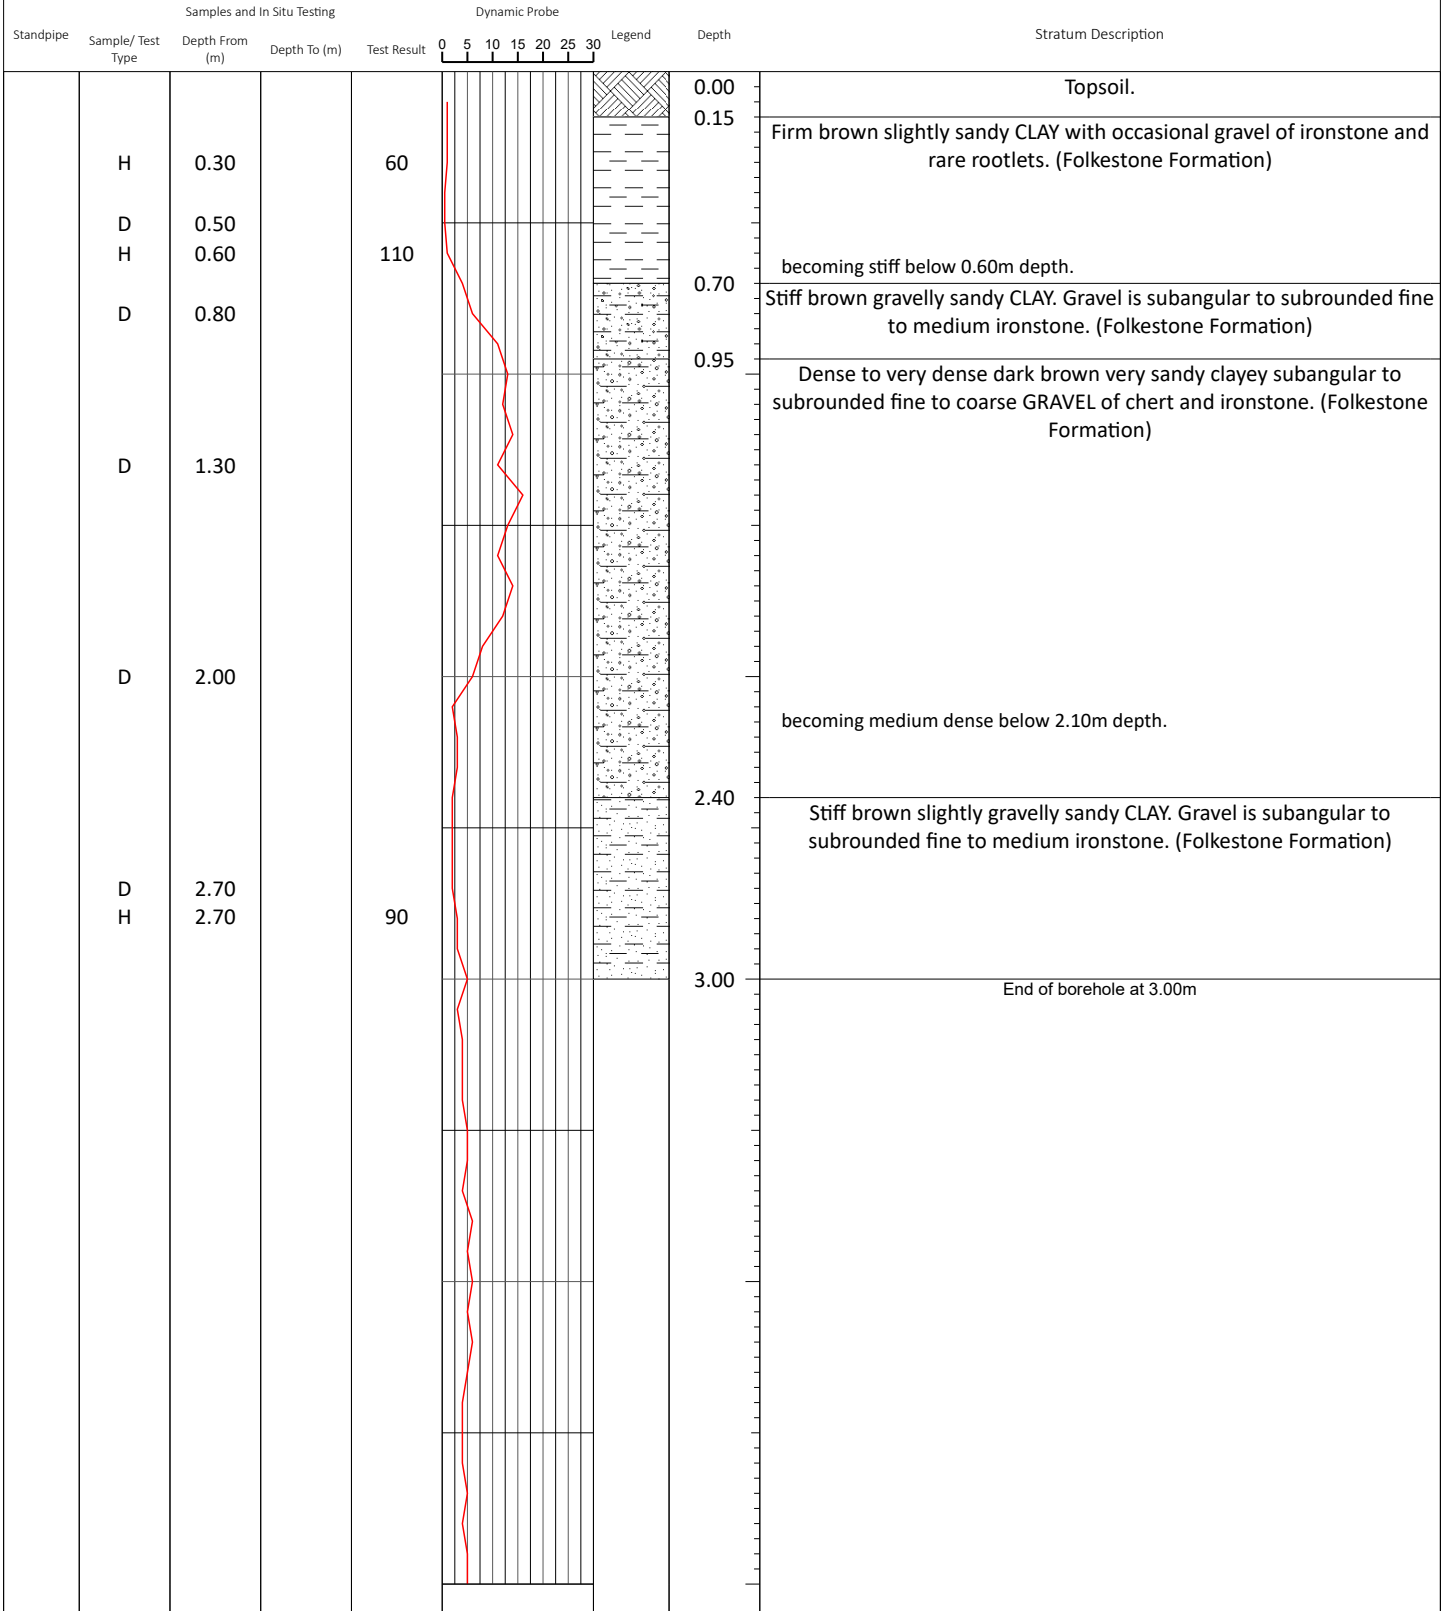 Samples and In Situ Testing
Dynamic Probe
Standpipe
Sample/ Test
Type
Depth From
(m)
Depth To (m)
Test Result
0 5 10 15 20 25 30
Legend
Depth
Stratum Description
0.00
Topsoil.
0.15
Firm brown slightly sandy CLAY with occasional gravel of ironstone and
rare rootlets. (Folkestone Formation)
H 0.30 60
D 0.50
H 0.60 110
becoming stiff below 0.60m depth.
0.70
Stiff brown gravelly sandy CLAY. Gravel is subangular to subrounded fine
to medium ironstone. (Folkestone Formation)
D 0.80
0.95
Dense to very dense dark brown very sandy clayey subangular to
subrounded fine to coarse GRAVEL of chert and ironstone. (Folkestone
Formation)
D 1.30
D 2.00
becoming medium dense below 2.10m depth.
2.40
Stiff brown slightly gravelly sandy CLAY. Gravel is subangular to
subrounded fine to medium ironstone. (Folkestone Formation)
D 2.70
H 2.70 90
3.00
End of borehole at 3.00m